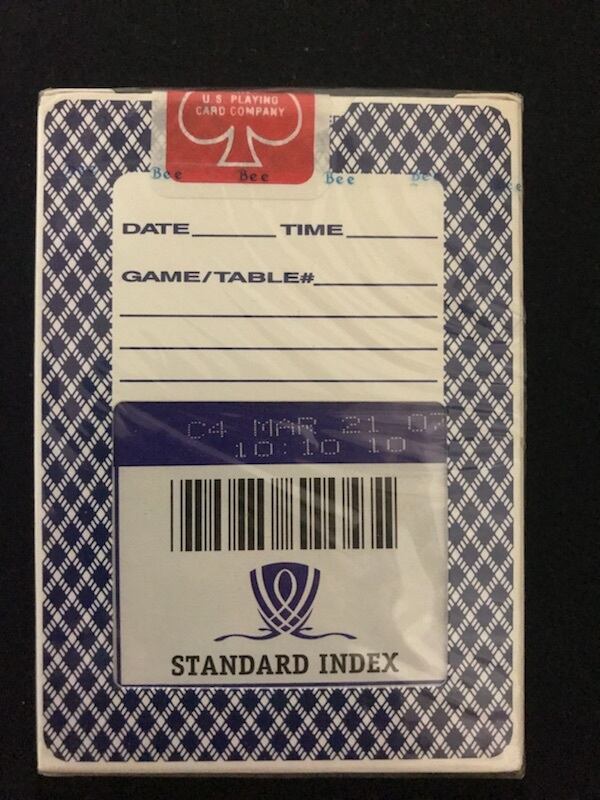 U.S. PLAYING
CARD COMPANY
Bee Bee Bee Bee Bee
DATE TIME
GAME/TABLE#
C4 MAR 21 07
10:10 10
STANDARD INDEX